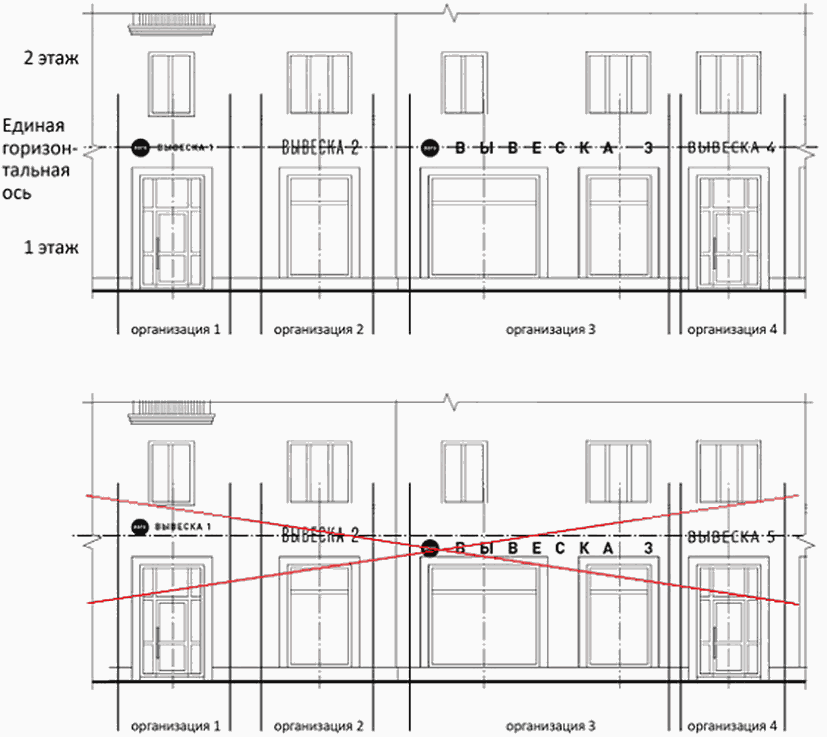 2 этаж
Единая
горизон-
тальная
ось
ВЫВЕСКА 1
ВЫВЕСКА 2
ВЫВЕСКА 3
ВЫВЕСКА 4
1 этаж
организация 1
организация 2
организация 3
организация 4
ВЫВЕСКА 1
ВЫВЕСКА 2
ВЫВЕСКА 3
ВЫВЕСКА 5
организация 1
организация 2
организация 3
организация 4